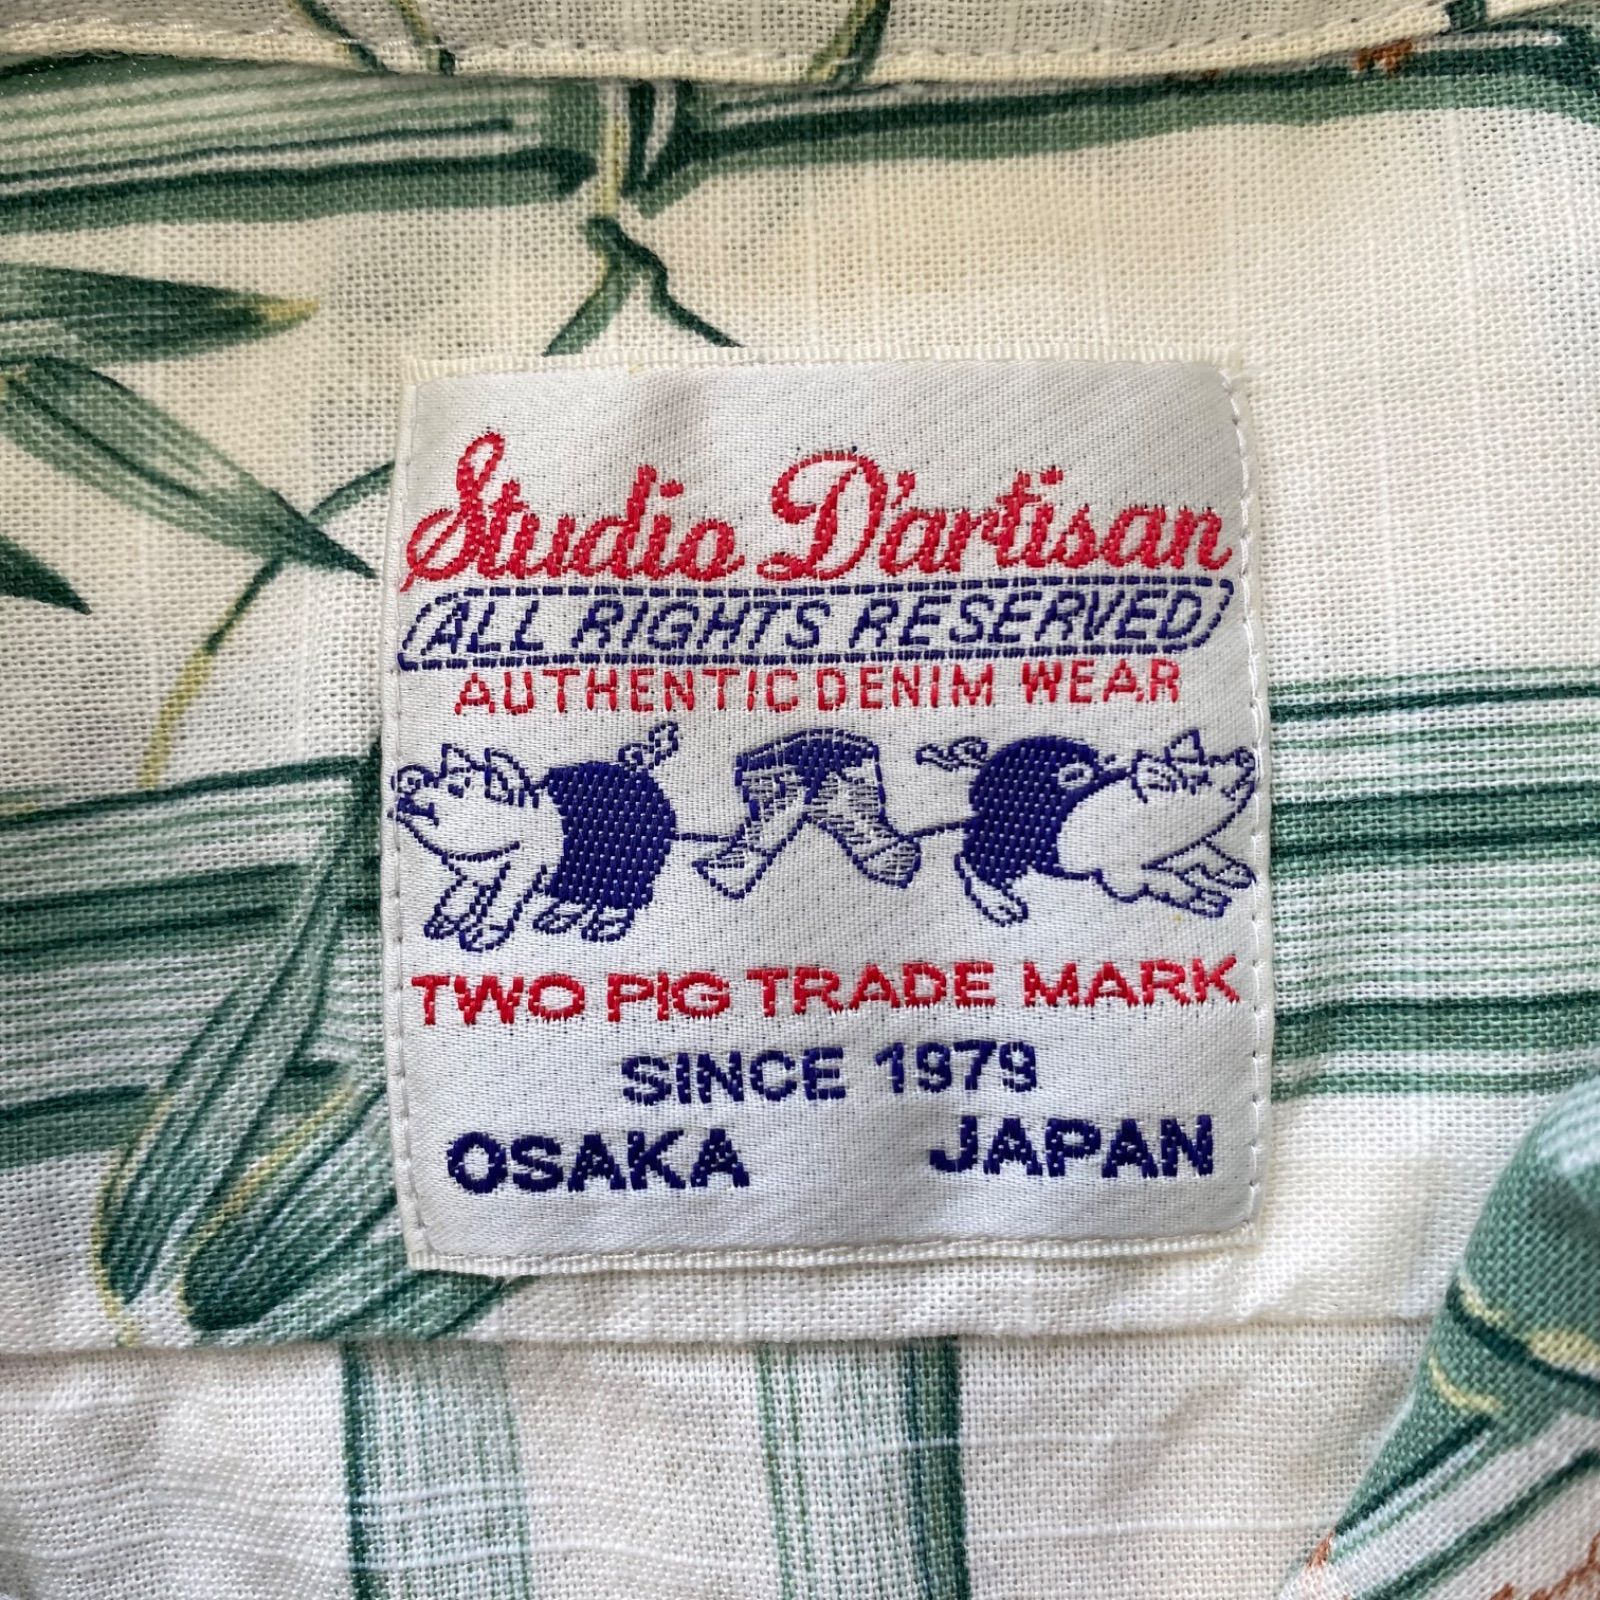 Studio D'artisan
ALL RIGHTS RESERVED
AUTHENTIC DENIM WEAR
TWO PIG TRADE MARK
SINCE 1979
OSAKA JAPAN